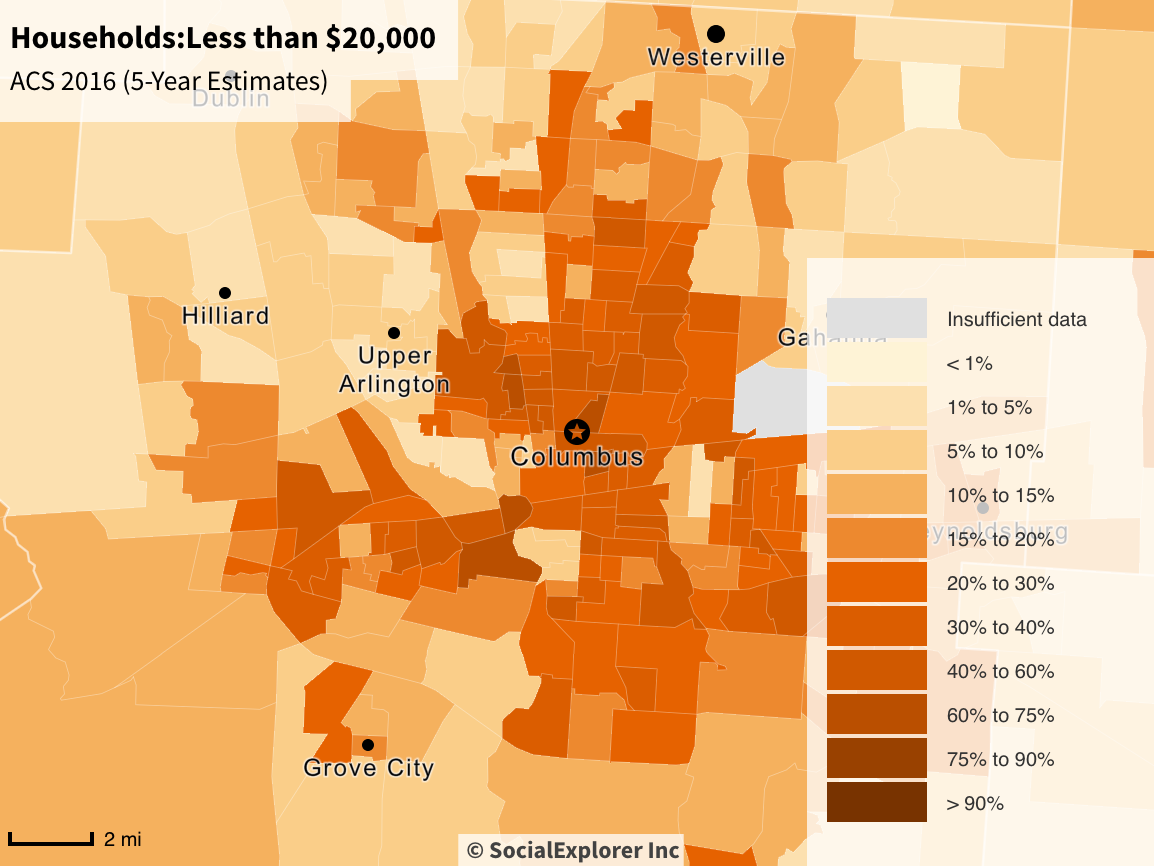 Households:Less than $20,000
ACS 2016 (5-Year Estimates)
Dublin
Westerville
Hilliard
Upper
Arlington
Columbus
Grove City
Gahanna
eynoldsburg
Insufficient data
< 1%
1% to 5%
5% to 10%
10% to 15%
15% to 20%
20% to 30%
30% to 40%
40% to 60%
60% to 75%
75% to 90%
> 90%
2 mi
© SocialExplorer Inc